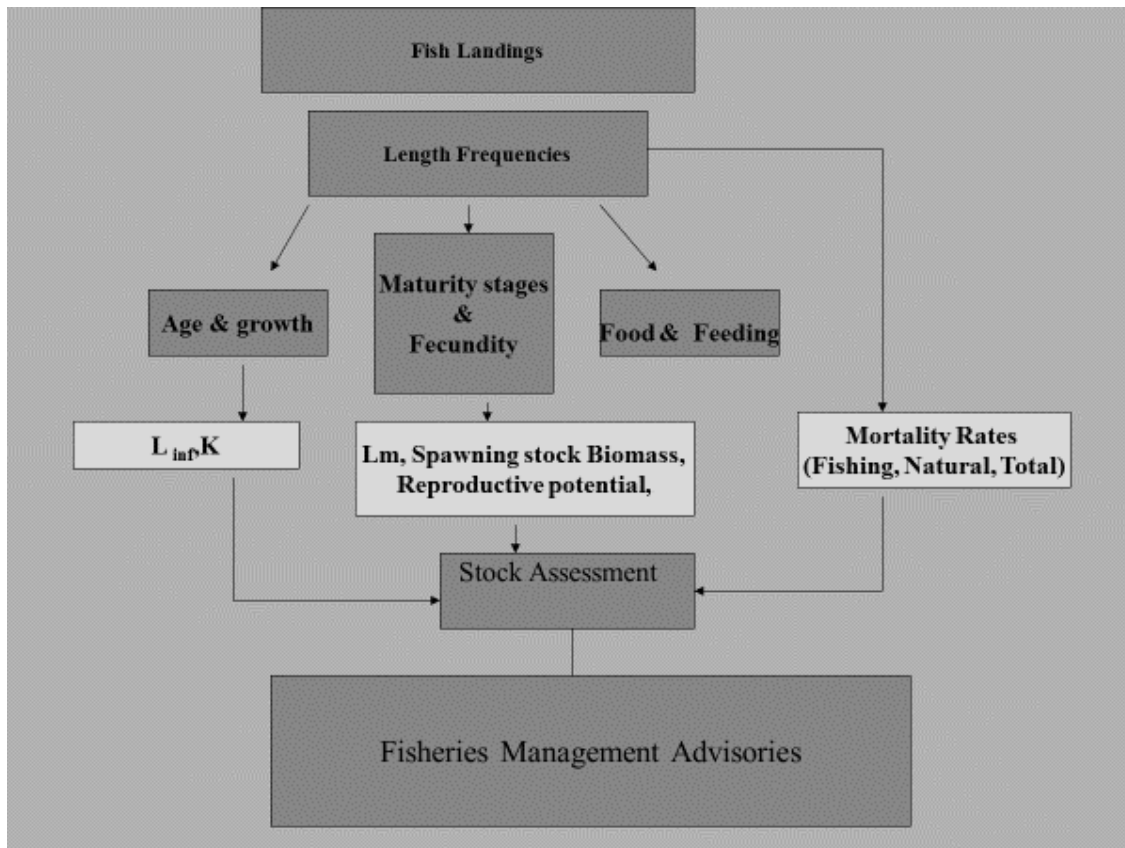 Fish Landings
Length Frequencies
Age & growth
Maturity stages
&
Fecundity
Food & Feeding
L inf,K
Lm, Spawning stock Biomass,
Reproductive potential,
Mortality Rates
(Fishing, Natural, Total)
Stock Assessment
Fisheries Management Advisories